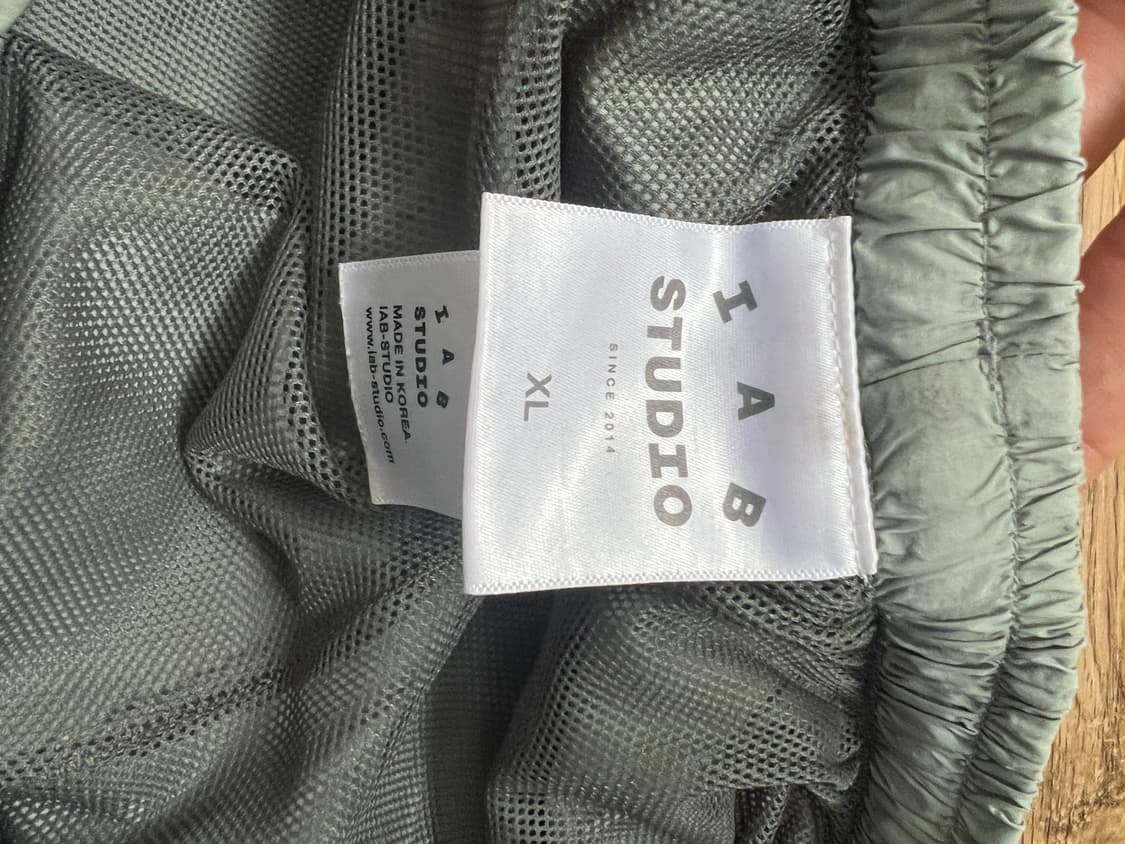 I A B
STUDIO
SINCE 2014
XL
I A B
STUDIO
MADE IN KOREA
IAB-STUDIO
www.iab-studio.com